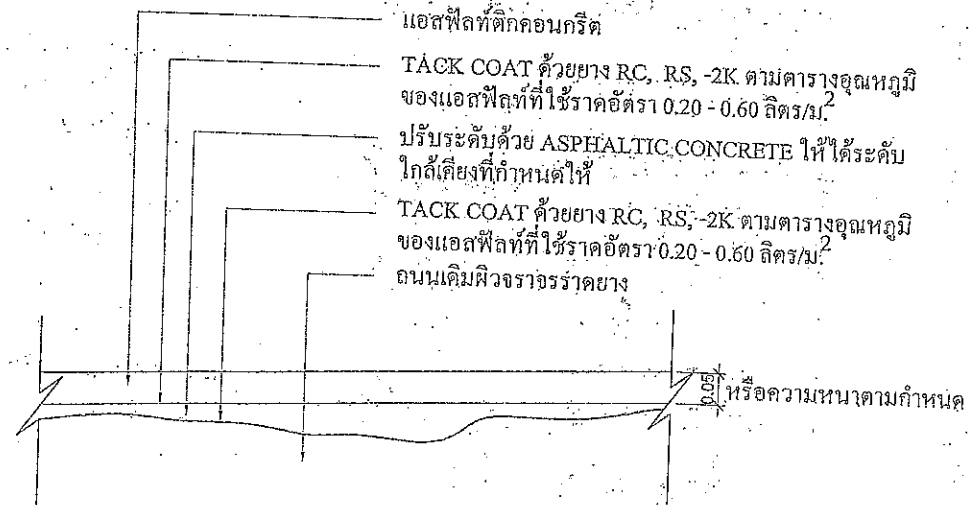 แอสฟัลท์ติกคอนกรีต
TACK COAT ด้วยยาง RC, RS, -2K ตามตารางอุณหภูมิ
ของแอสฟัลท์ที่ใช้ราดอัตรา 0.20 - 0.60 ลิตร/ม.²
ปรับระดับด้วย ASPHALTIC CONCRETE ให้ได้ระดับ
ใกล้เคียงที่กำหนดให้
TACK COAT ด้วยยาง RC, RS, -2K ตามตารางอุณหภูมิ
ของแอสฟัลท์ที่ใช้ราดอัตรา 0.20 - 0.60 ลิตร/ม.²
ถนนเดิมผิวจราจรราดยาง
0.05 หรือความหนาตามกำหนด